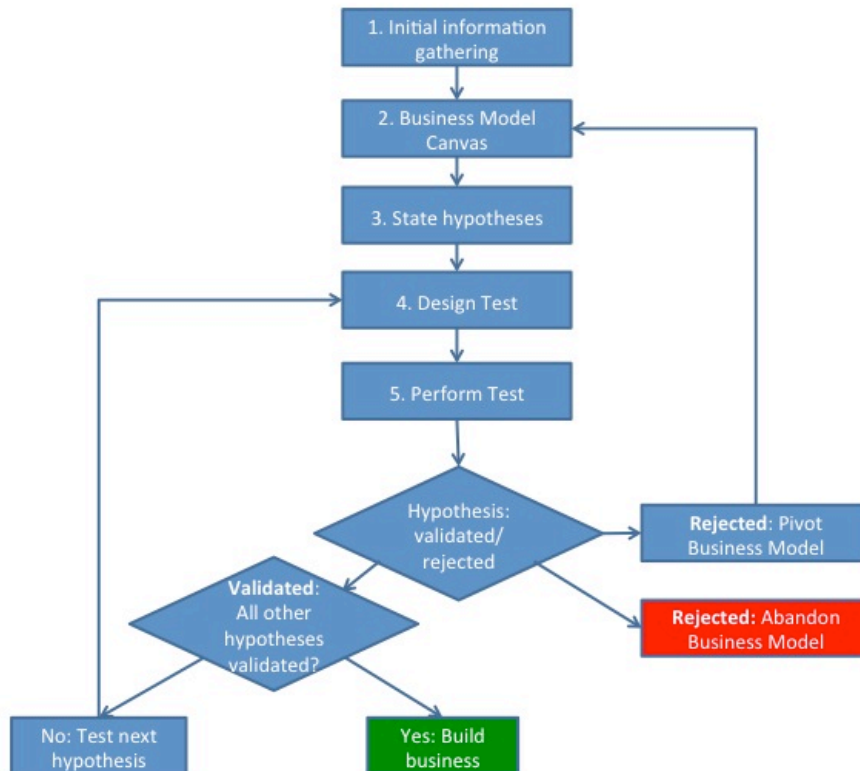 1. Initial information
gathering
2. Business Model
Canvas
3. State hypotheses
4. Design Test
5. Perform Test
Hypothesis:
validated/
rejected
Rejected: Pivot
Business Model
Validated:
All other
hypotheses
validated?
Rejected: Abandon
Business Model
No: Test next
hypothesis
Yes: Build
business